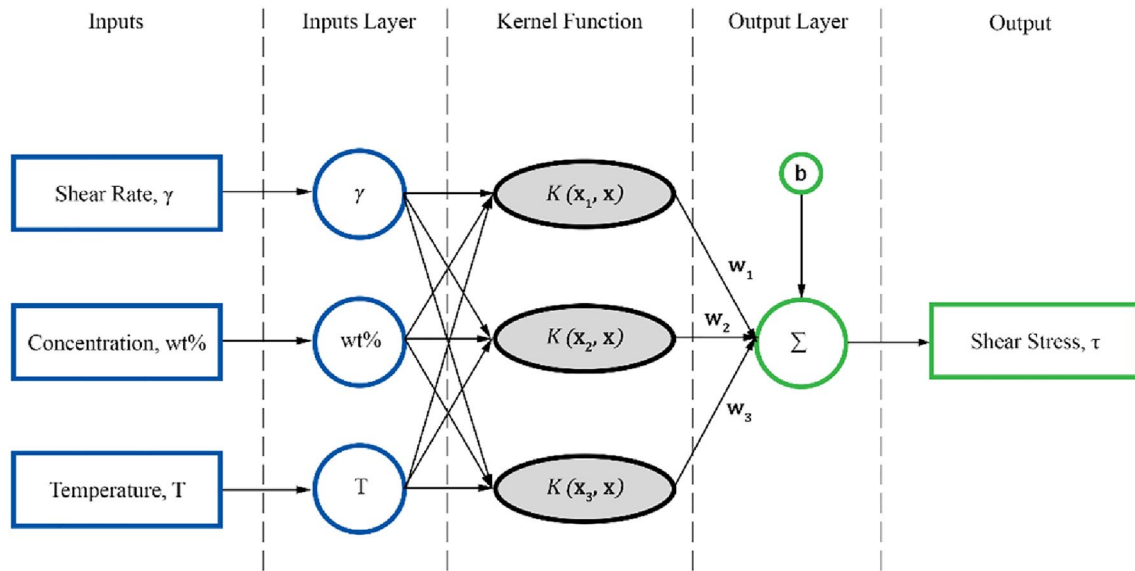 Inputs
Inputs Layer
Kernel Function
Output Layer
Output
Shear Rate, γ
γ
K (x₁, x)
b
w₁
Concentration, wt%
wt%
K (x₂, x)
w₂
Σ
Shear Stress, τ
w₃
Temperature, T
T
K (x₃, x)